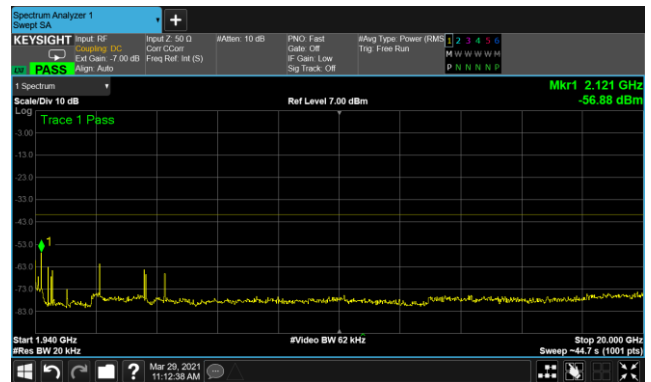 Spectrum Analyzer 1
Swept SA
KEYSIGHT Input: RF Input Z: 50 Ω #Atten: 10 dB PNO: Fast #Avg Type: Power (RMS 1 2 3 4 5 6
Coupling: DC Corr CCorr Gate: Off Trig: Free Run M W W W W M
Ext Gain: -7.00 dB Freq Ref: Int (S) IF Gain: Low
PASS Align: Auto Sig Track: Off P N N N N P
1 Spectrum Mkr1 2.121 GHz
Scale/Div 10 dB Ref Level 7.00 dBm -56.88 dBm
Log
Trace 1 Pass
-3.00
-13.0
-23.0
-33.0
-43.0
-53.0
1
-63.0
-73.0
-83.0
Start 1.940 GHz #Video BW 62 kHz Stop 20.000 GHz
#Res BW 20 kHz Sweep ~44.7 s (1001 pts)
? Mar 29, 2021
11:12:38 AM